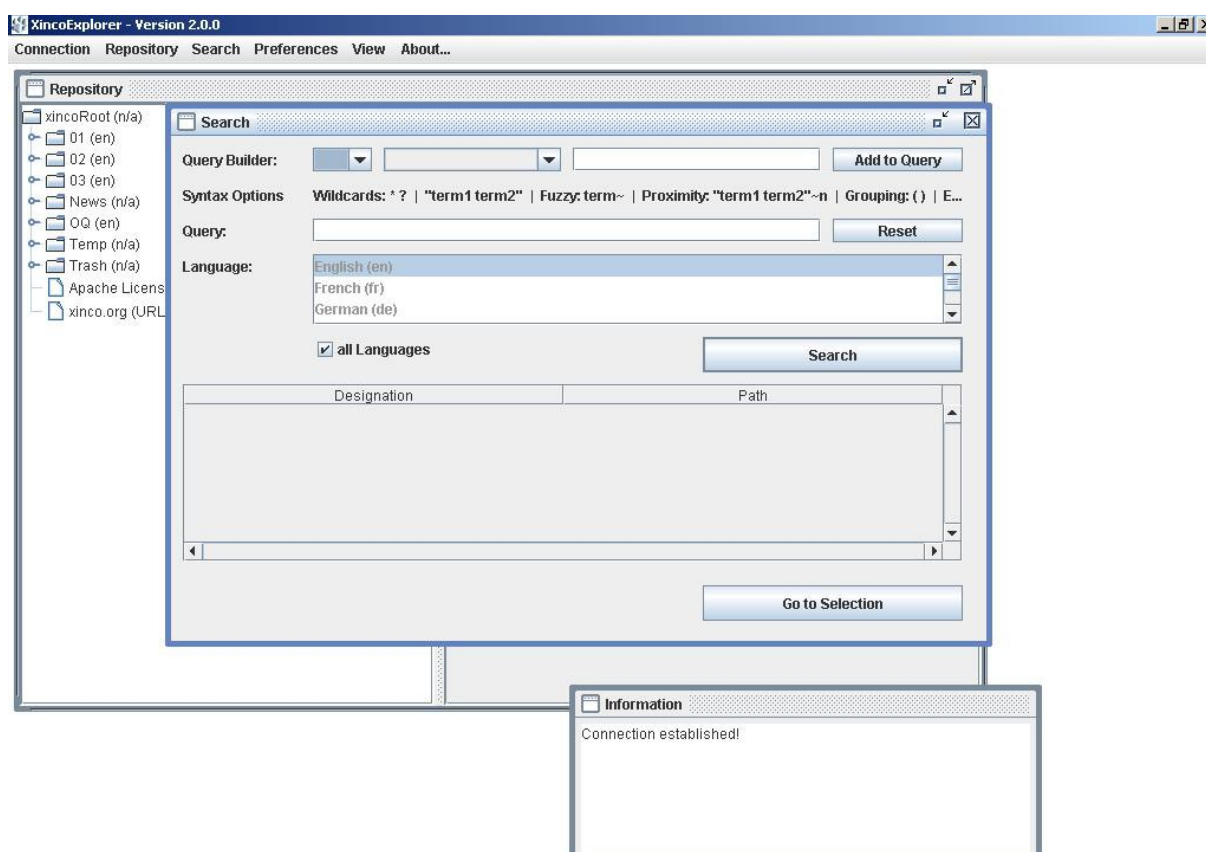 XincoExplorer - Version 2.0.0
Connection Repository Search Preferences View About...
Repository
xincoRoot (n/a)
01 (en)
02 (en)
03 (en)
News (n/a)
OQ (en)
Temp (n/a)
Trash (n/a)
Apache Licens
xinco.org (URL
Search
Query Builder: Add to Query
Syntax Options Wildcards: * ? | "term1 term2" | Fuzzy: term~ | Proximity: "term1 term2"~n | Grouping: ( ) | E...
Query: Reset
Language: English (en)
French (fr)
German (de)
all Languages Search
Designation Path
Go to Selection
Information
Connection established!